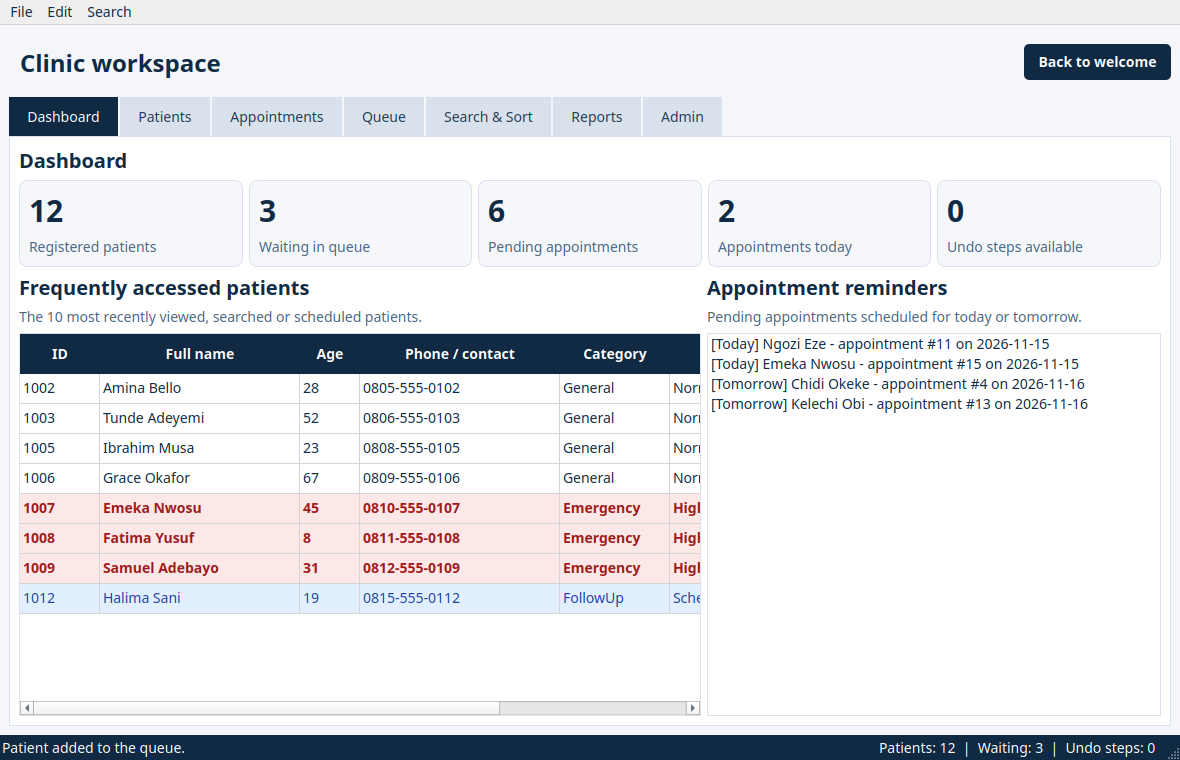 File Edit Search
Clinic workspace
Back to welcome
Dashboard Patients Appointments Queue Search & Sort Reports Admin
Dashboard
12
Registered patients
3
Waiting in queue
6
Pending appointments
2
Appointments today
0
Undo steps available
Frequently accessed patients
The 10 most recently viewed, searched or scheduled patients.
ID Full name Age Phone / contact Category
1002 Amina Bello 28 0805-555-0102 General
1003 Tunde Adeyemi 52 0806-555-0103 General
1005 Ibrahim Musa 23 0808-555-0105 General
1006 Grace Okafor 67 0809-555-0106 General
1007 Emeka Nwosu 45 0810-555-0107 Emergency
1008 Fatima Yusuf 8 0811-555-0108 Emergency
1009 Samuel Adebayo 31 0812-555-0109 Emergency
1012 Halima Sani 19 0815-555-0112 FollowUp
Appointment reminders
Pending appointments scheduled for today or tomorrow.
[Today] Ngozi Eze - appointment #11 on 2026-11-15
[Today] Emeka Nwosu - appointment #15 on 2026-11-15
[Tomorrow] Chidi Okeke - appointment #4 on 2026-11-16
[Tomorrow] Kelechi Obi - appointment #13 on 2026-11-16
Patient added to the queue.
Patients: 12 | Waiting: 3 | Undo steps: 0